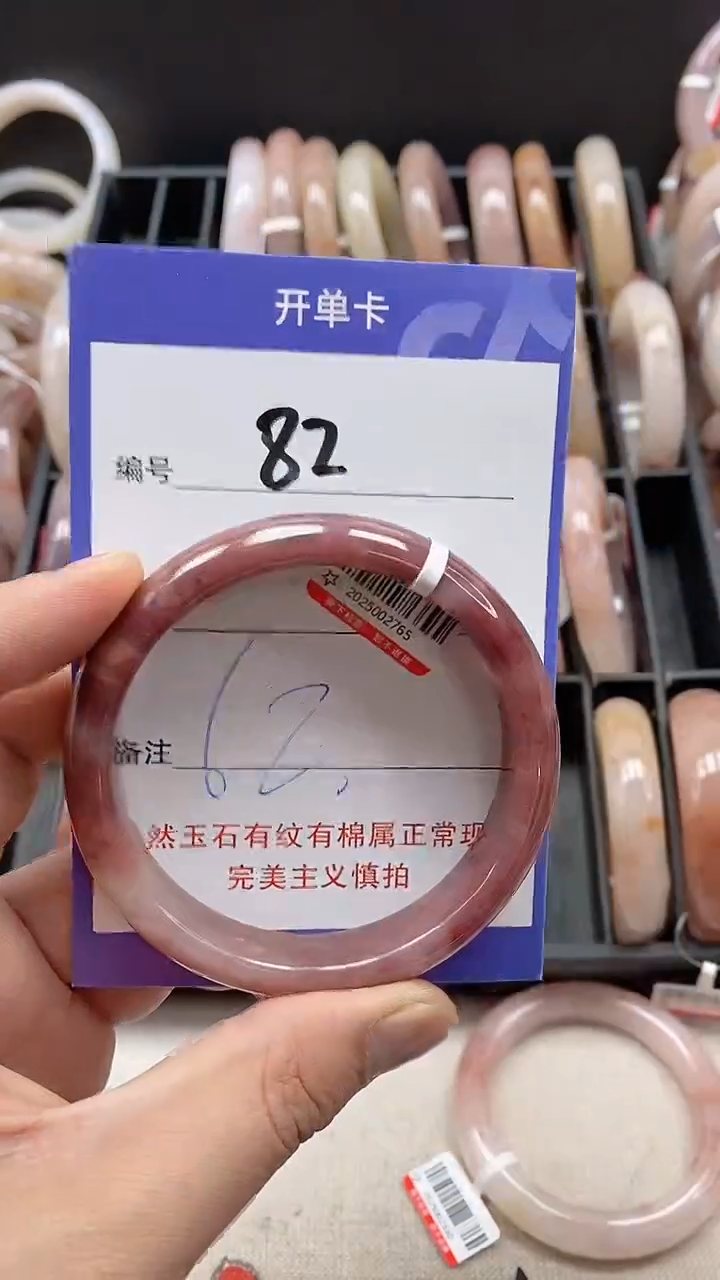 开单卡
编号 82
2025002765
62.
备注
然玉石有纹有棉属正常现
完美主义慎拍